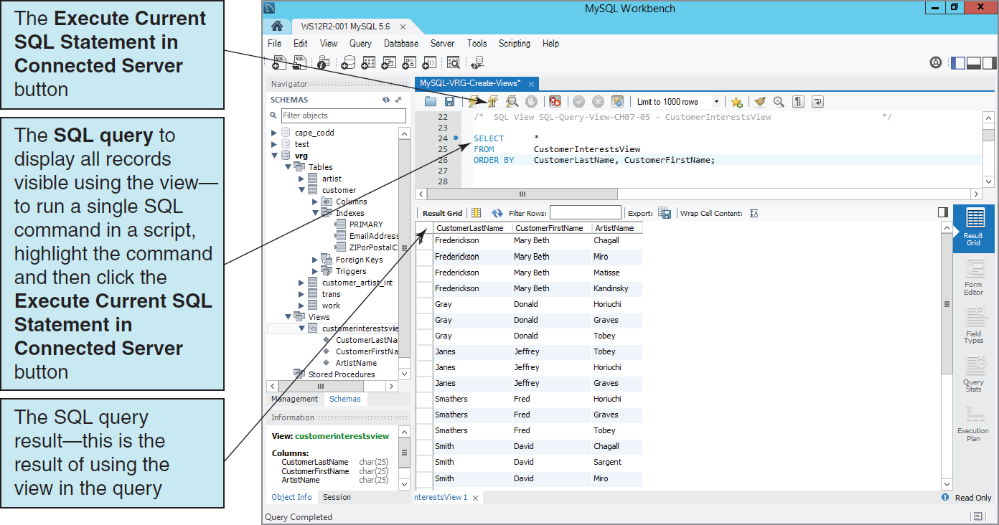 The Execute Current
SQL Statement in
Connected Server
button
The SQL query to
display all records
visible using the view—
to run a single SQL
command in a script,
highlight the command
and then click the
Execute Current SQL
Statement in
Connected Server
button
The SQL query
result—this is the
result of using the
view in the query
MySQL Workbench
WS12R2-001 MySQL 5.6
File Edit View Query Database Server Tools Scripting Help
Navigator
SCHEMAS
Filter objects
cape_codd
test
vrg
Tables
artist
customer
Columns
Indexes
PRIMARY
EmailAddress
ZIPorPostalC
Foreign Keys
Triggers
customer_artist_int
trans
work
Views
customerinterestsvie
CustomerLastNa
CustomerFirstNa
ArtistName
Stored Procedures
Management Schemas
Information
View: customerinterestsview
Columns:
CustomerLastName char(25)
CustomerFirstName char(25)
ArtistName char(25)
Object Info Session
Query Completed
MySQL-VRG-Create-Views*
Limit to 1000 rows
22 /* SQL View SQL-Query-View-CH07-05 - CustomerInterestsView */
23
24 SELECT *
25 FROM CustomerInterestsView
26 ORDER BY CustomerLastName, CustomerFirstName;
27
28
Result Grid Filter Rows: Export: Wrap Cell Content:
CustomerLastName CustomerFirstName ArtistName
Frederickson Mary Beth Chagall
Frederickson Mary Beth Miro
Frederickson Mary Beth Matisse
Frederickson Mary Beth Kandinsky
Gray Donald Horiuchi
Gray Donald Graves
Gray Donald Tobey
Janes Jeffrey Tobey
Janes Jeffrey Horiuchi
Janes Jeffrey Graves
Smathers Fred Horiuchi
Smathers Fred Graves
Smathers Fred Tobey
Smith David Chagall
Smith David Sargent
Smith David Miro
nterestsView 1
Result
Grid
Form
Editor
Field
Types
Query
Stats
Execution
Plan
Read Only